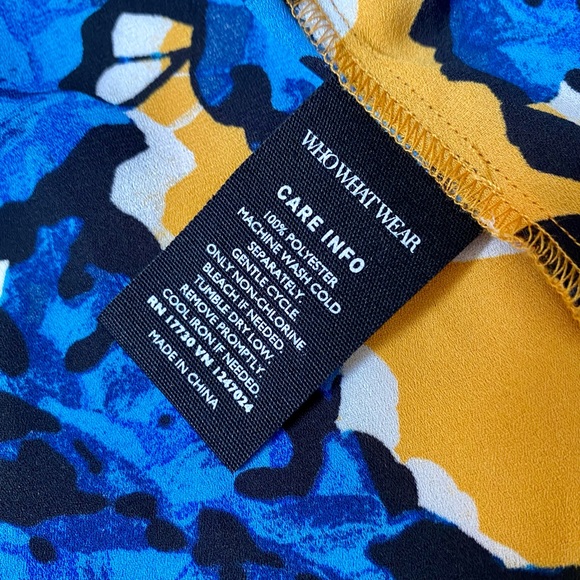 WHO WHAT WEAR
CARE INFO
100% POLYESTER
MACHINE WASH COLD
SEPARATELY.
GENTLE CYCLE.
ONLY NON-CHLORINE
BLEACH IF NEEDED.
TUMBLE DRY LOW.
REMOVE PROMPTLY.
COOL IRON IF NEEDED.
RN 17730 VN 1247024
MADE IN CHINA